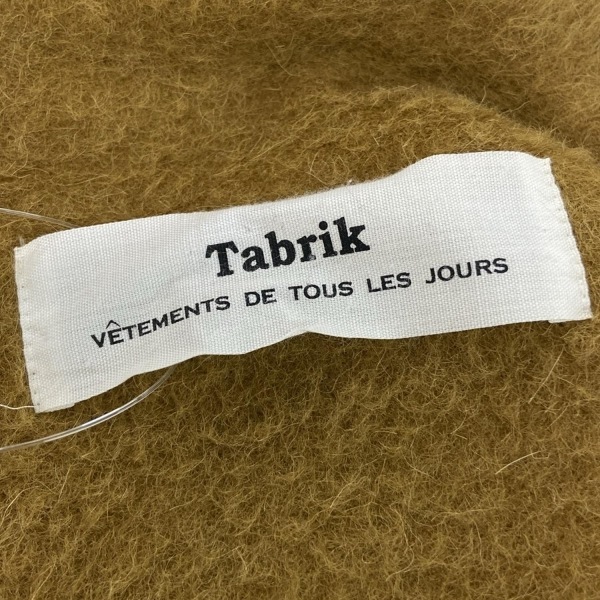 Tabrik
VÊTEMENTS DE TOUS LES JOURS